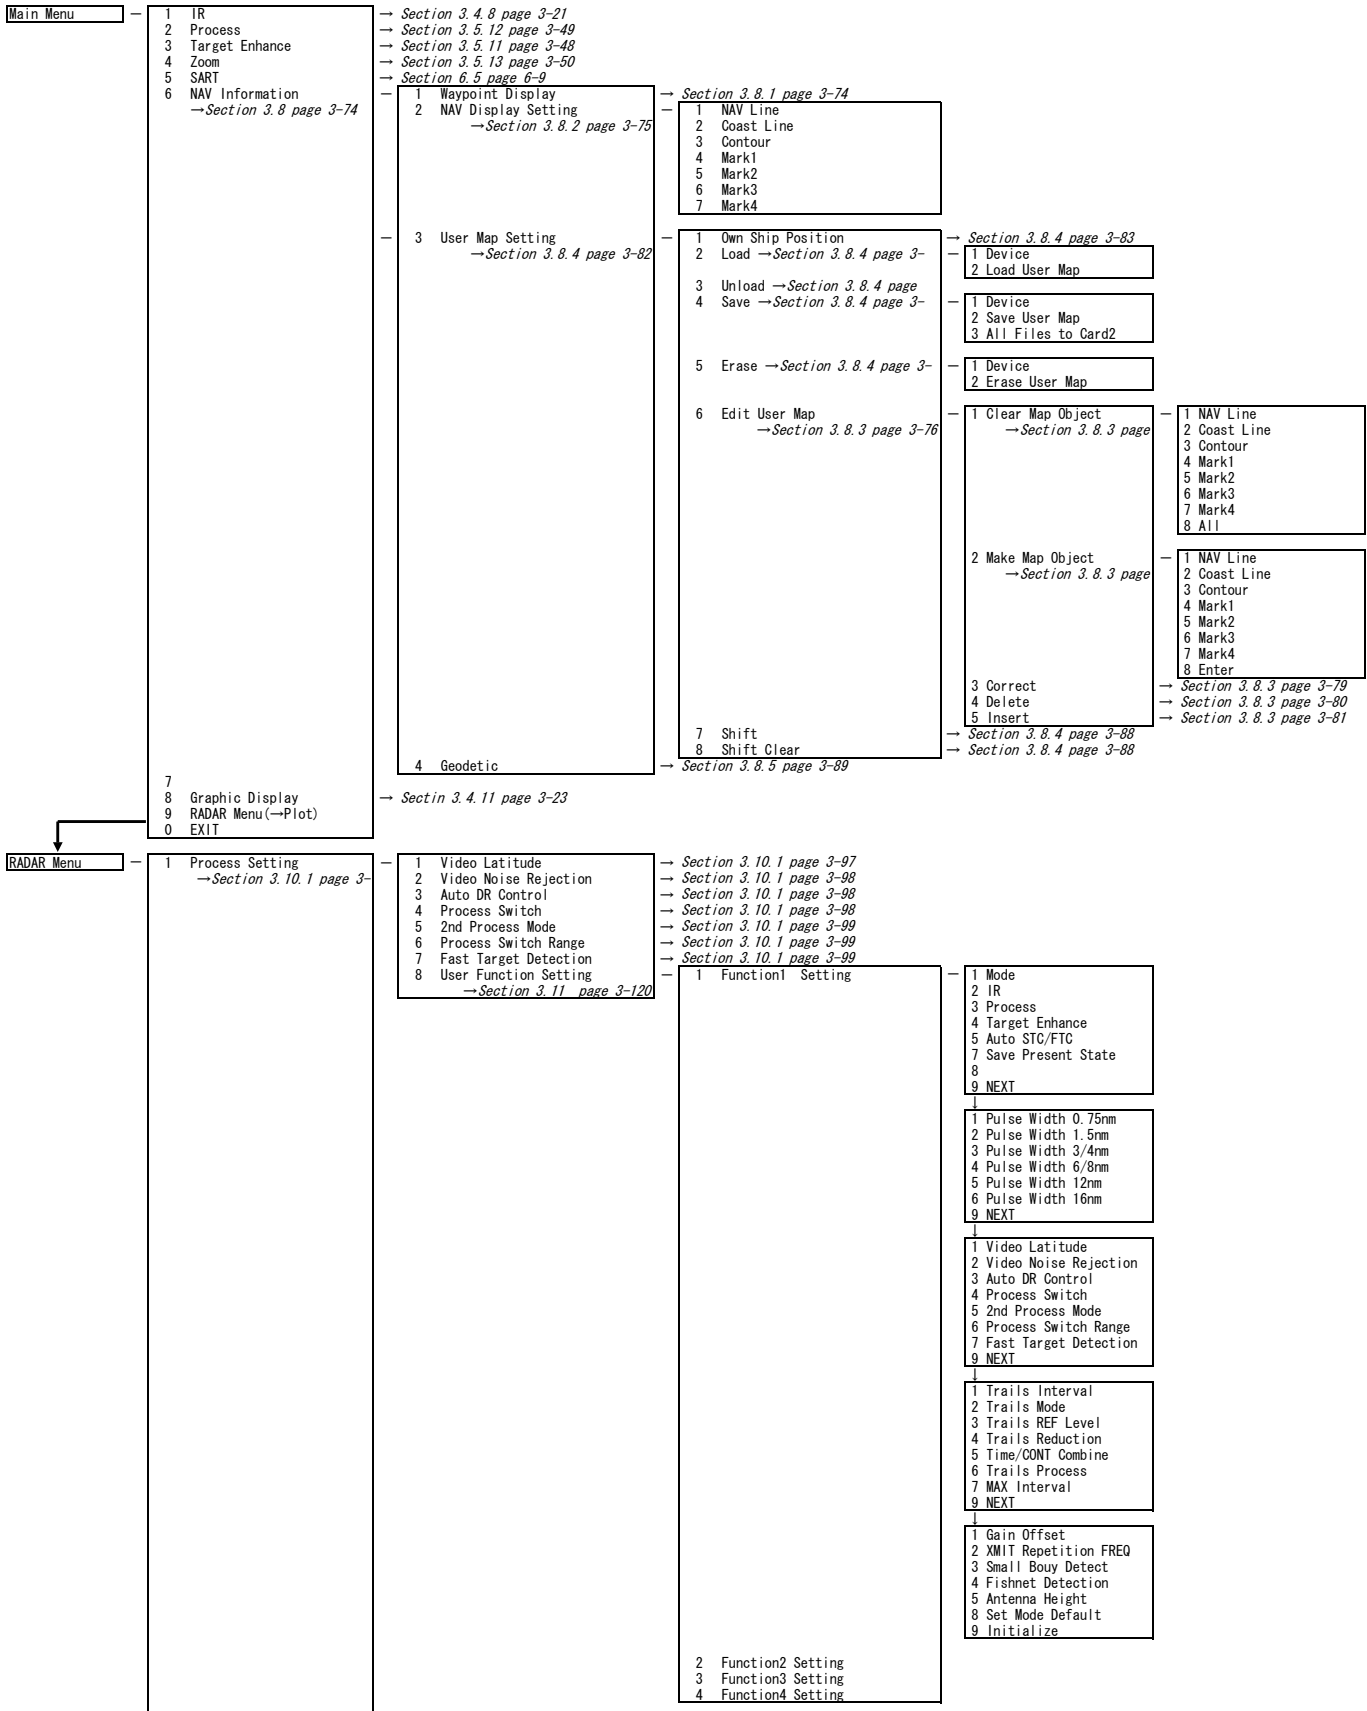 Main Menu － 1 IR → Section 3.4.8 page 3-21
2 Process → Section 3.5.12 page 3-49
3 Target Enhance → Section 3.5.11 page 3-48
4 Zoom → Section 3.5.13 page 3-50
5 SART → Section 6.5 page 6-9
6 NAV Information － 1 Waypoint Display → Section 3.8.1 page 3-74
→Section 3.8 page 3-74 2 NAV Display Setting － 1 NAV Line
→Section 3.8.2 page 3-75 2 Coast Line
3 Contour
4 Mark1
5 Mark2
6 Mark3
7 Mark4
－ 3 User Map Setting － 1 Own Ship Position → Section 3.8.4 page 3-83
→Section 3.8.4 page 3-82 2 Load →Section 3.8.4 page 3- － 1 Device
2 Load User Map
3 Unload →Section 3.8.4 page
4 Save →Section 3.8.4 page 3- － 1 Device
2 Save User Map
3 All Files to Card2
5 Erase →Section 3.8.4 page 3- － 1 Device
2 Erase User Map
6 Edit User Map － 1 Clear Map Object － 1 NAV Line
→Section 3.8.3 page 3-76 →Section 3.8.3 page 2 Coast Line
3 Contour
4 Mark1
5 Mark2
6 Mark3
7 Mark4
8 All
2 Make Map Object － 1 NAV Line
→Section 3.8.3 page 2 Coast Line
3 Contour
4 Mark1
5 Mark2
6 Mark3
7 Mark4
8 Enter
3 Correct → Section 3.8.3 page 3-79
4 Delete → Section 3.8.3 page 3-80
5 Insert → Section 3.8.3 page 3-81
7 Shift → Section 3.8.4 page 3-88
8 Shift Clear → Section 3.8.4 page 3-88
4 Geodetic → Section 3.8.5 page 3-89
7
8 Graphic Display → Sectin 3.4.11 page 3-23
9 RADAR Menu(→Plot)
0 EXIT
RADAR Menu － 1 Process Setting － 1 Video Latitude → Section 3.10.1 page 3-97
→Section 3.10.1 page 3- 2 Video Noise Rejection → Section 3.10.1 page 3-98
3 Auto DR Control → Section 3.10.1 page 3-98
4 Process Switch → Section 3.10.1 page 3-98
5 2nd Process Mode → Section 3.10.1 page 3-99
6 Process Switch Range → Section 3.10.1 page 3-99
7 Fast Target Detection → Section 3.10.1 page 3-99
8 User Function Setting － 1 Function1 Setting － 1 Mode
→Section 3.11 page 3-120 2 IR
3 Process
4 Target Enhance
5 Auto STC/FTC
7 Save Present State
8
9 NEXT
↓
1 Pulse Width 0.75nm
2 Pulse Width 1.5nm
3 Pulse Width 3/4nm
4 Pulse Width 6/8nm
5 Pulse Width 12nm
6 Pulse Width 16nm
9 NEXT
↓
1 Video Latitude
2 Video Noise Rejection
3 Auto DR Control
4 Process Switch
5 2nd Process Mode
6 Process Switch Range
7 Fast Target Detection
9 NEXT
↓
1 Trails Interval
2 Trails Mode
3 Trails REF Level
4 Trails Reduction
5 Time/CONT Combine
6 Trails Process
7 MAX Interval
9 NEXT
↓
1 Gain Offset
2 XMIT Repetition FREQ
3 Small Bouy Detect
4 Fishnet Detection
5 Antenna Height
8 Set Mode Default
9 Initialize
2 Function2 Setting
3 Function3 Setting
4 Function4 Setting